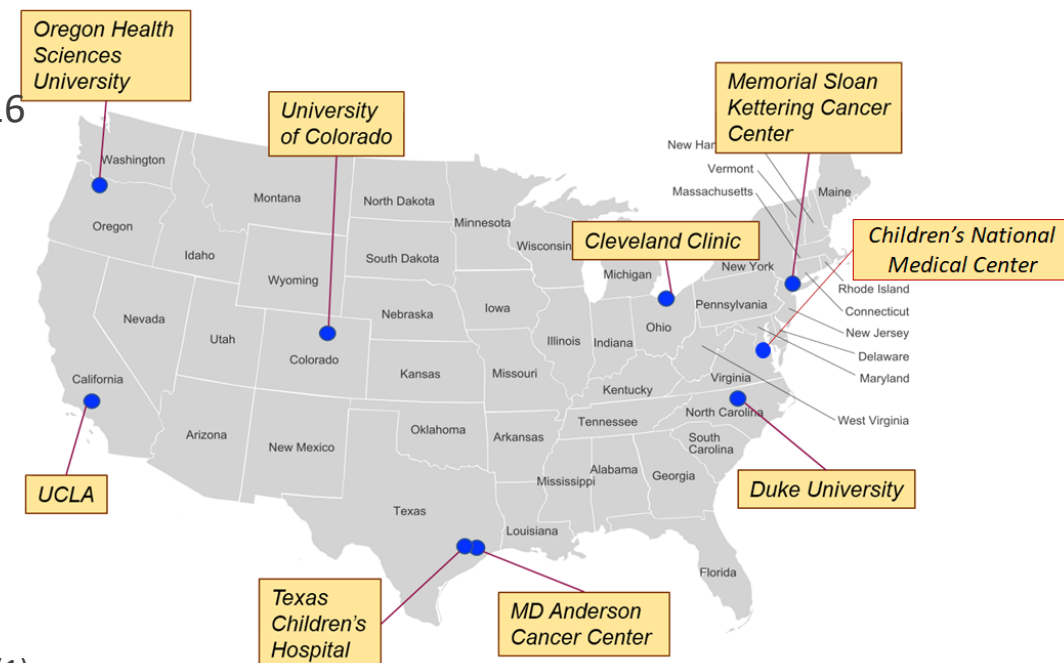 Oregon Health
Sciences
University
16
University
of Colorado
Memorial Sloan
Kettering Cancer
Center
Washington
Montana
North Dakota
Minnesota
Vermont
Massachusetts
Maine
Oregon
Idaho
Wyoming
South Dakota
Wisconsin
Michigan
Cleveland Clinic
New York
Children's National
Medical Center
Rhode Island
Connecticut
New Jersey
Delaware
Maryland
West Virginia
Pennsylvania
Nevada
Utah
Colorado
Nebraska
Iowa
Illinois
Indiana
Ohio
California
Kansas
Missouri
Kentucky
Virginia
Arizona
New Mexico
Oklahoma
Arkansas
Tennessee
North Carolina
South
Carolina
Mississippi
Alabama
Georgia
UCLA
Duke University
Texas
Louisiana
Florida
Texas
Children's
Hospital
MD Anderson
Cancer Center